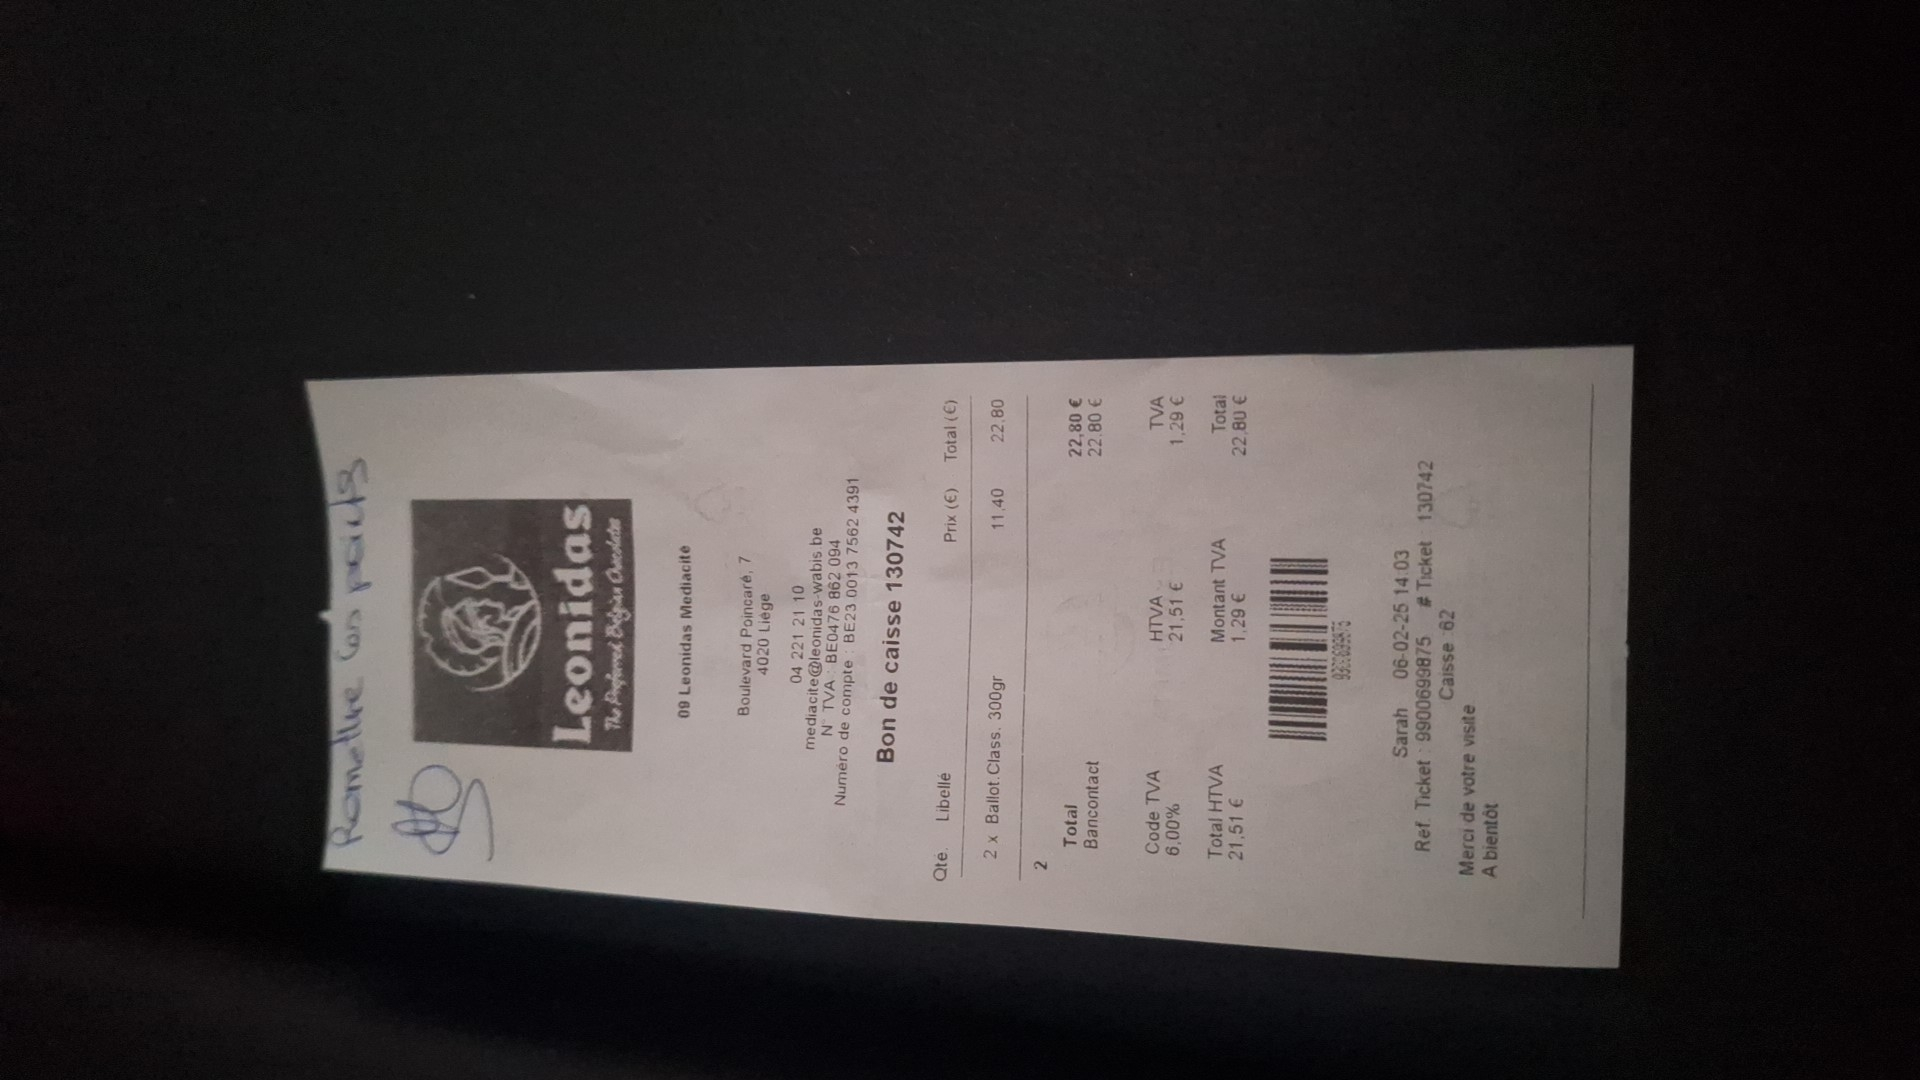 Remettre
Leonidas
The Preferred Belgian Chocolates
09 Leonidas Mediacité
Boulevard Poincaré, 7
4020 Liège
04 221 21 10
mediacite@leonidas-wabis be
N° TVA : BE0476 862 094
Numéro de compte : BE23 0013 7562 4391
Bon de caisse 130742
Qté. Libellé Prix (€) Total (€)
2 x Ballot.Class. 300gr 11,40 22,80
2
Total 22,80 €
Bancontact 22,80 €
Code TVA HTVA TVA
6,00% 21,51 € 1,29 €
Total HTVA Montant TVA Total
21,51 € 1,29 € 22,80 €
Sarah 06-02-25 14:03
Ref. Ticket : 9900699875 # Ticket 130742
Caisse :62
Merci de votre visite
A bientôt